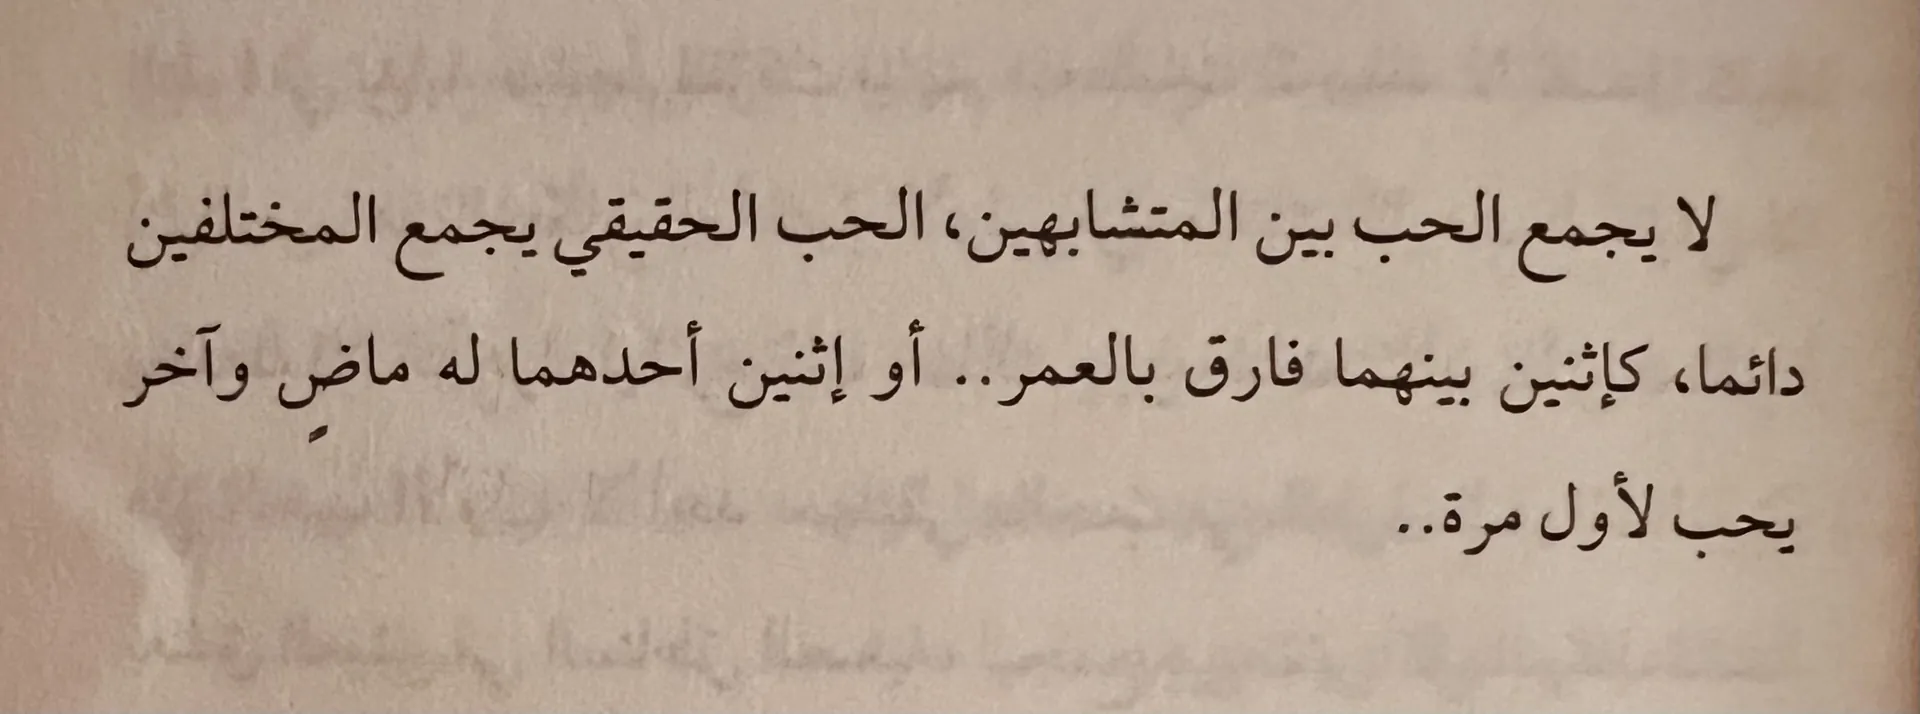 لا يجمع الحب بين المتشابهين، الحب الحقيقي يجمع المختلفين
دائما، كإثنين بينهما فارق بالعمر.. أو إثنين أحدهما له ماضٍ وآخر
يحب لأول مرة..